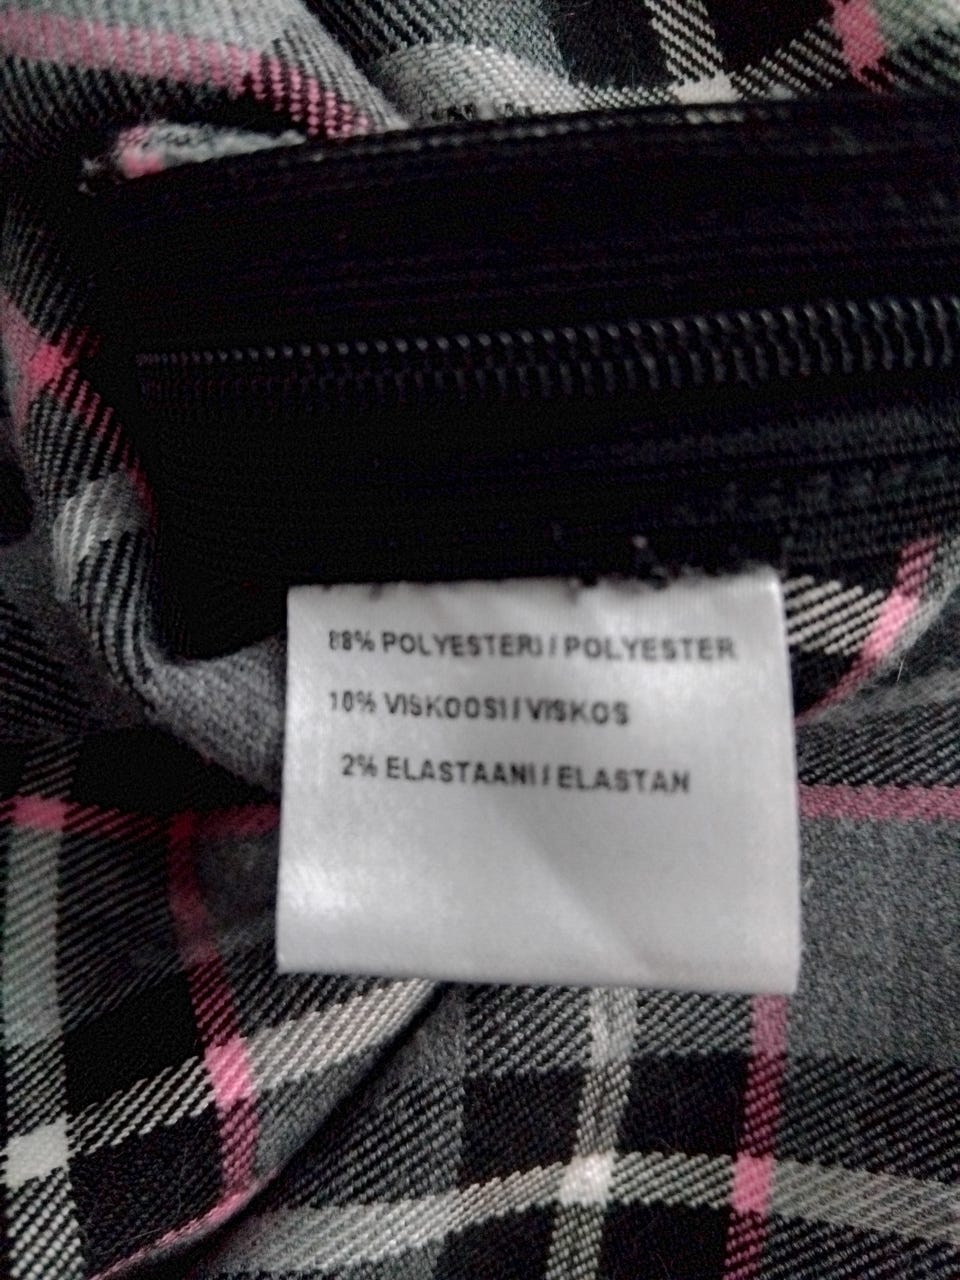 88% POLYESTERI / POLYESTER
10% VISKOOSI / VISKOS
2% ELASTAANI / ELASTAN